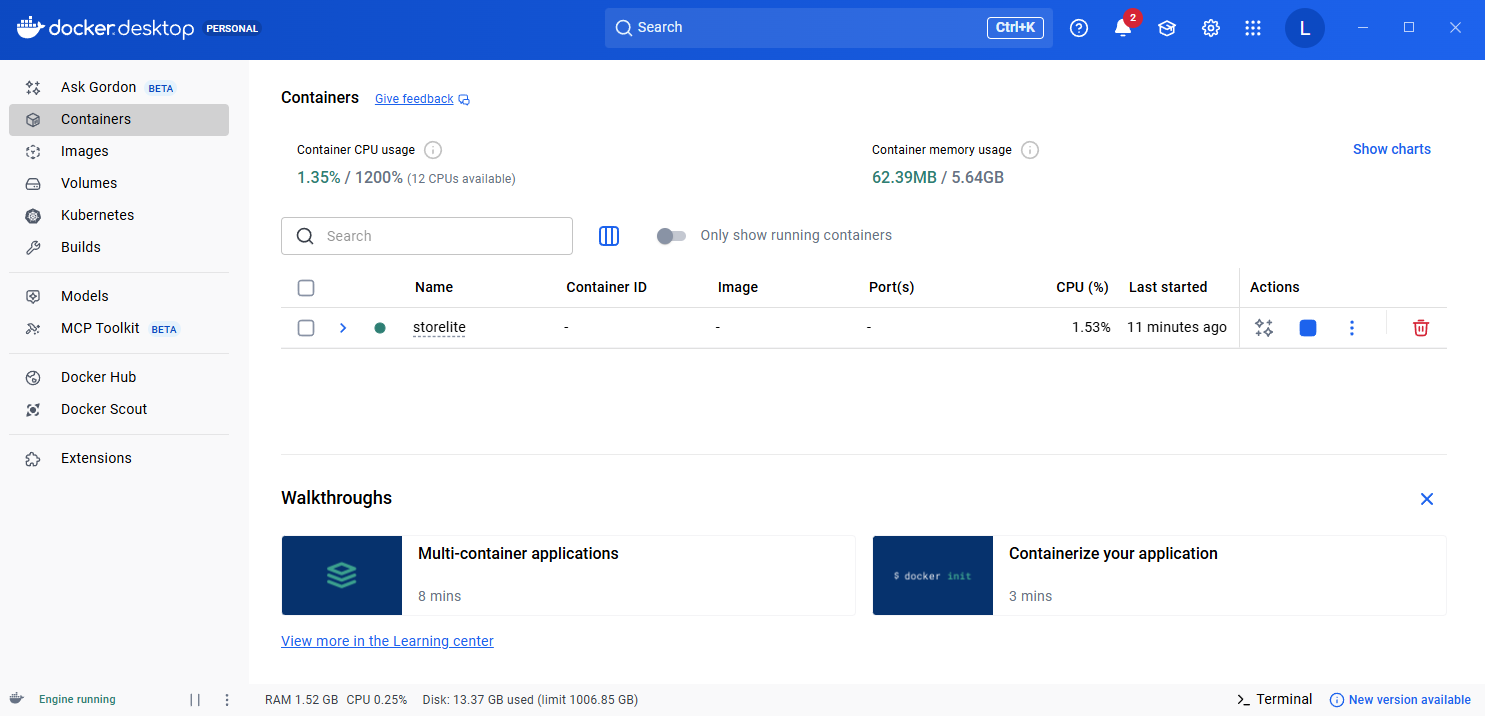 docker.desktop PERSONAL
Search Ctrl+K
2
L
Ask Gordon BETA
Containers
Images
Volumes
Kubernetes
Builds
Models
MCP Toolkit BETA
Docker Hub
Docker Scout
Extensions
Containers Give feedback
Container CPU usage
1.35% / 1200% (12 CPUs available)
Container memory usage
62.39MB / 5.64GB
Show charts
Search
Only show running containers
Name Container ID Image Port(s) CPU (%) Last started Actions
storelite - - - 1.53% 11 minutes ago
Walkthroughs
Multi-container applications
8 mins
$ docker init
Containerize your application
3 mins
View more in the Learning center
Engine running
RAM 1.52 GB CPU 0.25% Disk: 13.37 GB used (limit 1006.85 GB)
Terminal
New version available